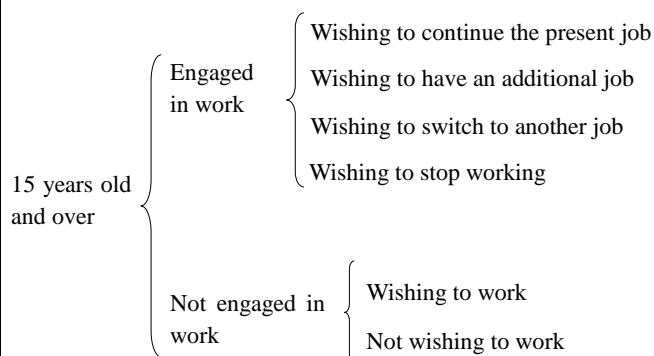 15 years old
and over
Engaged
in work
Wishing to continue the present job
Wishing to have an additional job
Wishing to switch to another job
Wishing to stop working
Not engaged in
work
Wishing to work
Not wishing to work